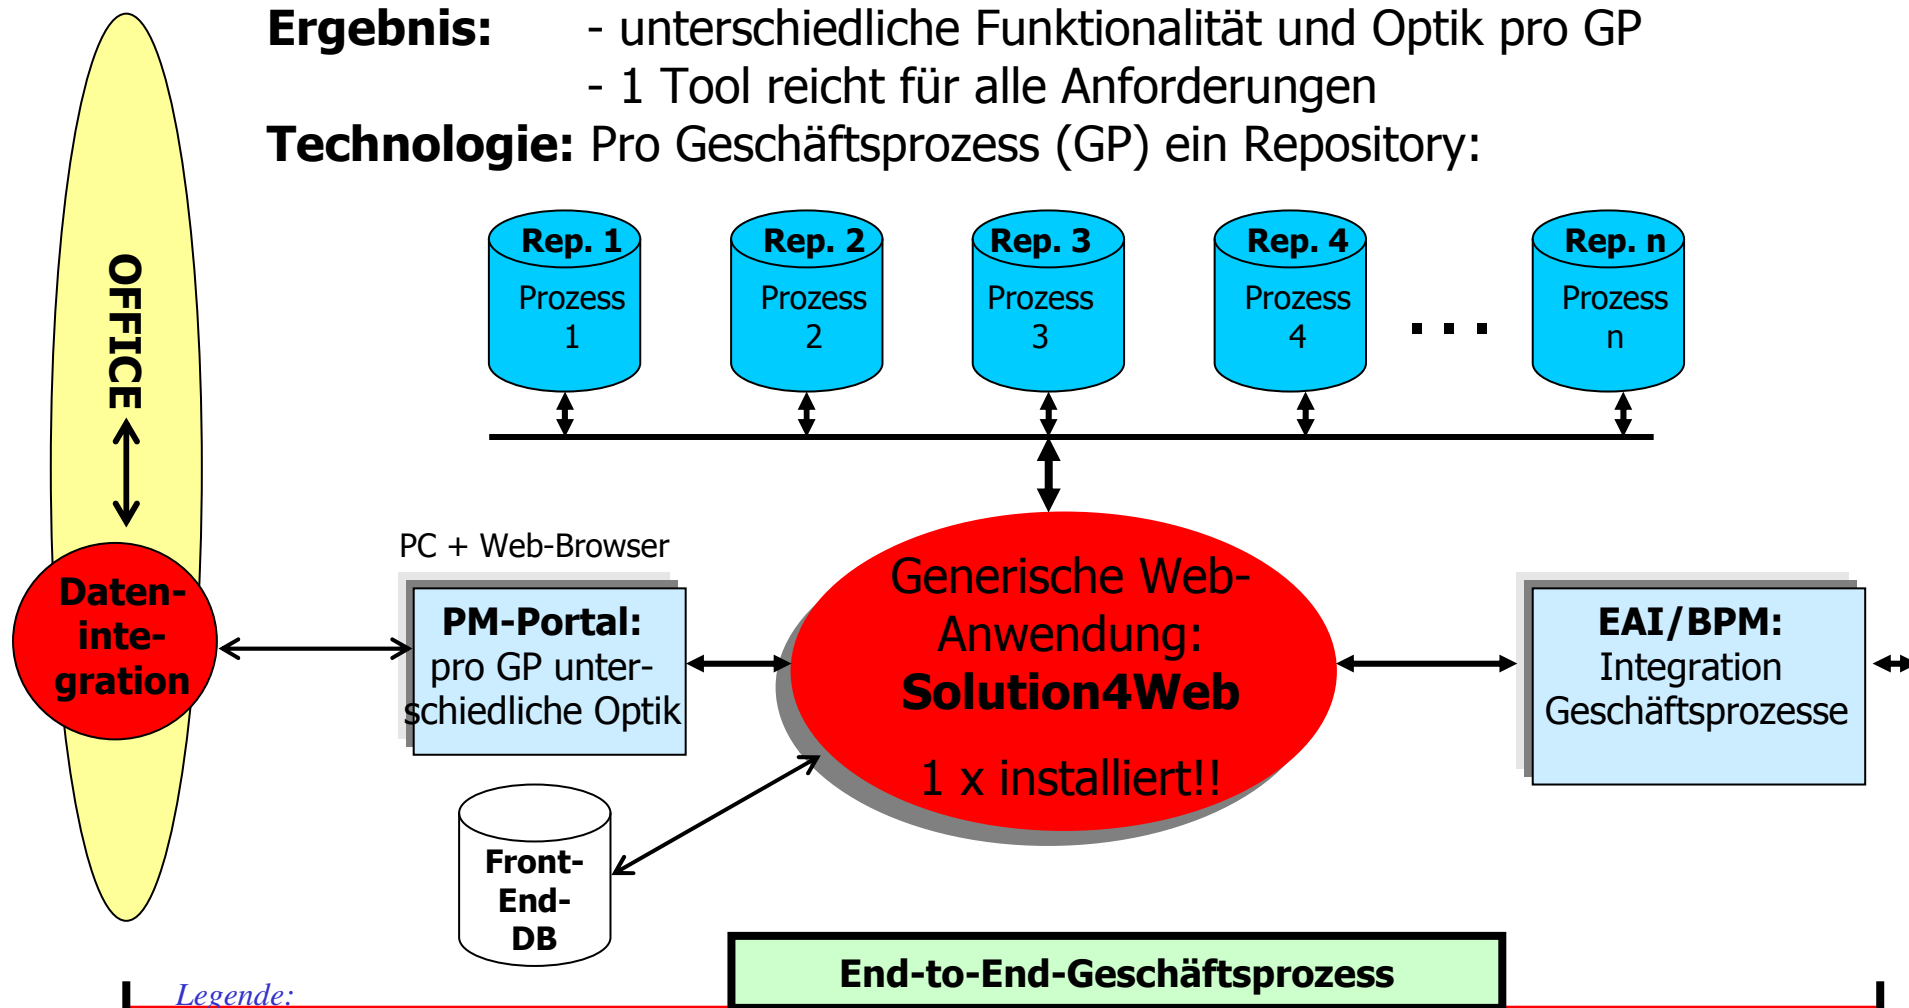 Ergebnis: - unterschiedliche Funktionalität und Optik pro GP
- 1 Tool reicht für alle Anforderungen
Technologie: Pro Geschäftsprozess (GP) ein Repository:
Rep. 1
Prozess
1
Rep. 2
Prozess
2
Rep. 3
Prozess
3
Rep. 4
Prozess
4
. . .
Rep. n
Prozess
n
OFFICE
Daten-
inte-
gration
PC + Web-Browser
PM-Portal:
pro GP unter-
schiedliche Optik
Generische Web-
Anwendung:
Solution4Web
1 x installiert!!
EAI/BPM:
Integration
Geschäftsprozesse
Front-
End-
DB
End-to-End-Geschäftsprozess
Legende: